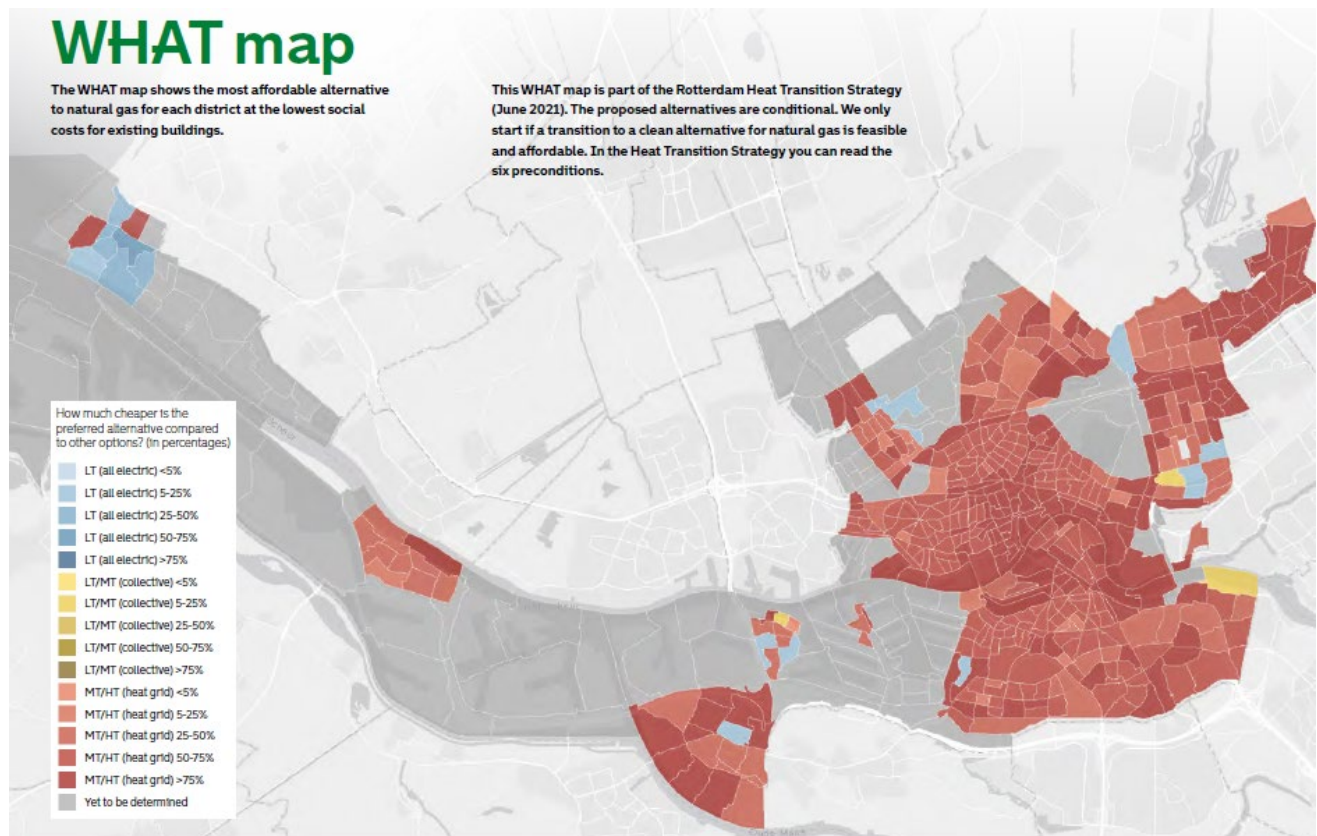 WHAT map
The WHAT map shows the most affordable alternative
to natural gas for each district at the lowest social
costs for existing buildings.
This WHAT map is part of the Rotterdam Heat Transition Strategy
(June 2021). The proposed alternatives are conditional. We only
start if a transition to a clean alternative for natural gas is feasible
and affordable. In the Heat Transition Strategy you can read the
six preconditions.
How much cheaper is the
preferred alternative compared
to other options? (in percentages)
LT (all electric) <5%
LT (all electric) 5-25%
LT (all electric) 25-50%
LT (all electric) 50-75%
LT (all electric) >75%
LT/MT (collective) <5%
LT/MT (collective) 5-25%
LT/MT (collective) 25-50%
LT/MT (collective) 50-75%
LT/MT (collective) >75%
MT/HT (heat grid) <5%
MT/HT (heat grid) 5-25%
MT/HT (heat grid) 25-50%
MT/HT (heat grid) 50-75%
MT/HT (heat grid) >75%
Yet to be determined